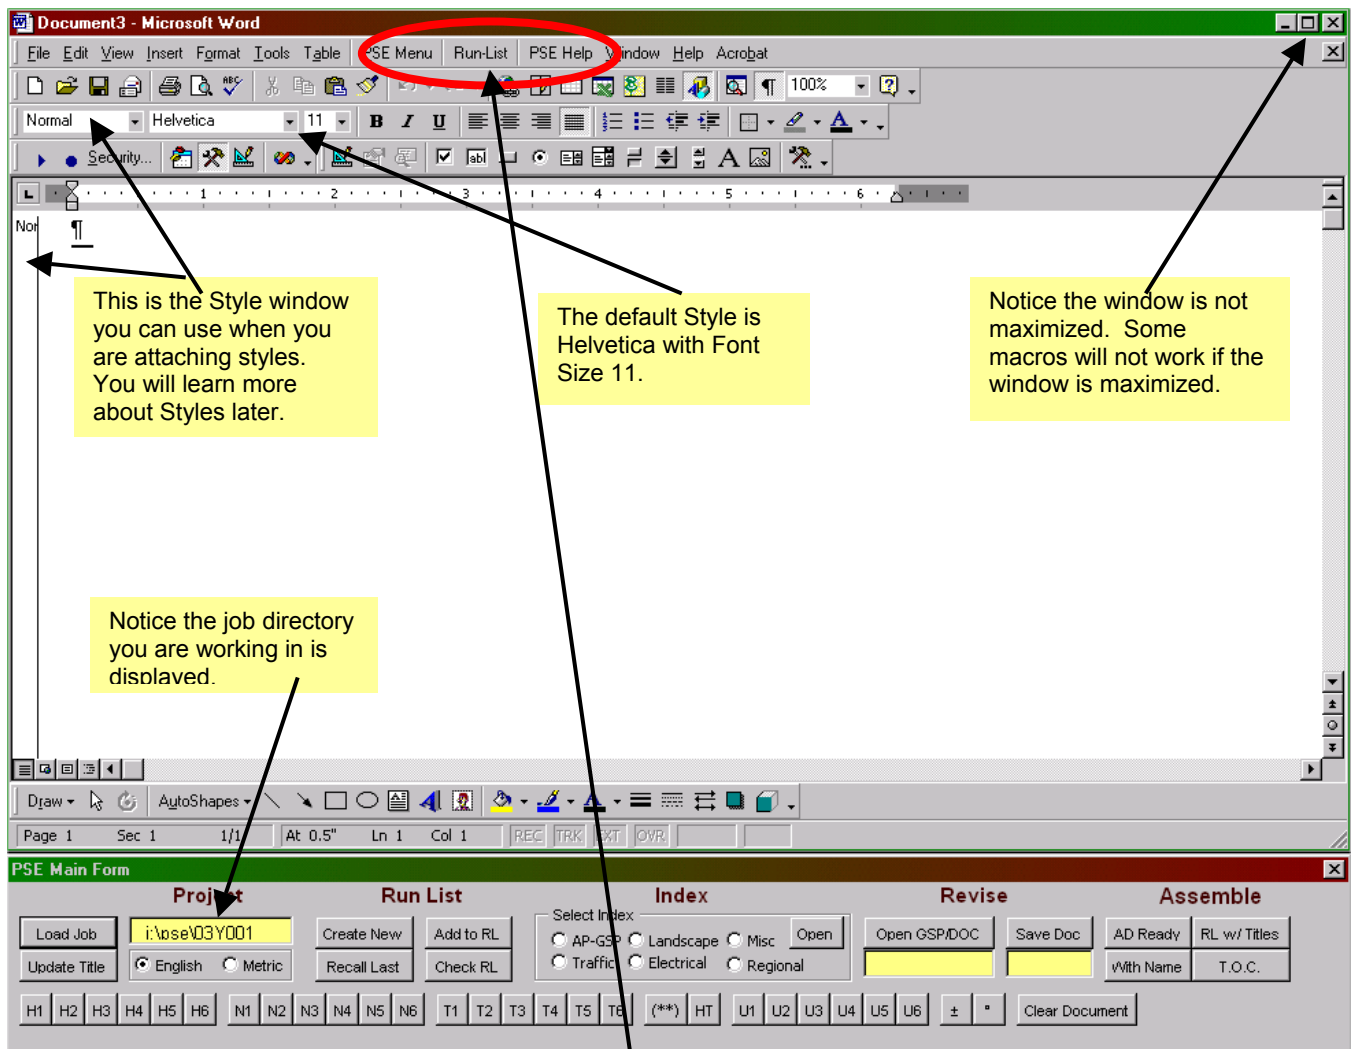 Document3 - Microsoft Word
File Edit View Insert Format Tools Table PSE Menu Run-List PSE Help Window Help Acrobat
100%
Normal Helvetica 11 B I U
Security...
1 2 3 4 5 6
Nor ¶
This is the Style window
you can use when you
are attaching styles.
You will learn more
about Styles later.
The default Style is
Helvetica with Font
Size 11.
Notice the window is not
maximized. Some
macros will not work if the
window is maximized.
Notice the job directory
you are working in is
displayed.
Draw AutoShapes
Page 1 Sec 1 1/1 At 0.5" Ln 1 Col 1 REC TRK EXT OVR
PSE Main Form
Project Run List Index Revise Assemble
Select Index
Load Job i:\pse\03Y001 Create New Add to RL AP-GSP Landscape Misc Open Open GSP/DOC Save Doc AD Ready RL w/ Titles
Update Title English Metric Recall Last Check RL Traffic Electrical Regional With Name T.O.C.
H1 H2 H3 H4 H5 H6 N1 N2 N3 N4 N5 N6 T1 T2 T3 T4 T5 T6 (**) HT U1 U2 U3 U4 U5 U6 ± ° Clear Document